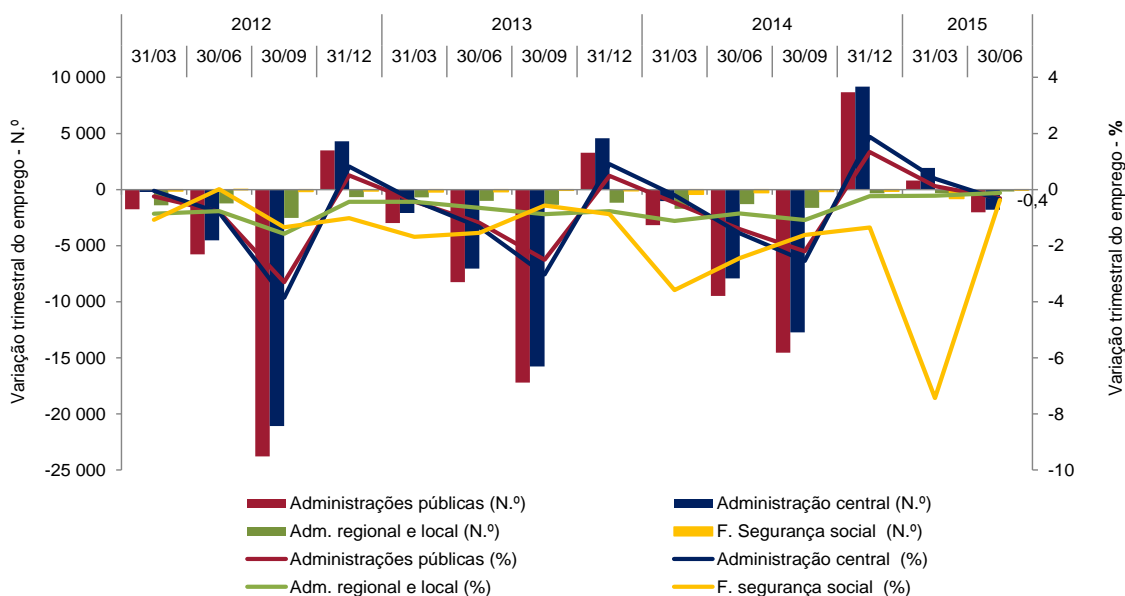 2012 2013 2014 2015
31/03 30/06 30/09 31/12 31/03 30/06 30/09 31/12 31/03 30/06 30/09 31/12 31/03 30/06
Variação trimestral do emprego - N.º
10 000
5 000
0
-5 000
-10 000
-15 000
-20 000
-25 000
4
2
0
-2
-4
-6
-8
-10
-0,4
Variação trimestral do emprego - %
Administrações públicas (N.º) Administração central (N.º)
Adm. regional e local (N.º) F. Segurança social (N.º)
Administrações públicas (%) Administração central (%)
Adm. regional e local (%) F. segurança social (%)